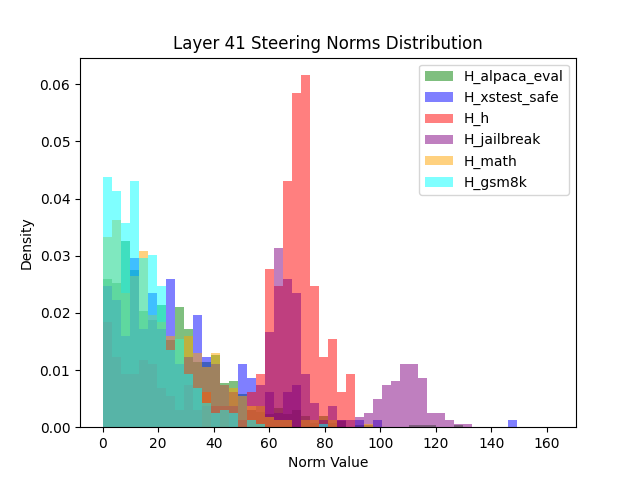 Layer 41 Steering Norms Distribution
H_alpaca_eval
H_xstest_safe
H_h
H_jailbreak
H_math
H_gsm8k
Density
0.06
0.05
0.04
0.03
0.02
0.01
0.00
0 20 40 60 80 100 120 140 160
Norm Value